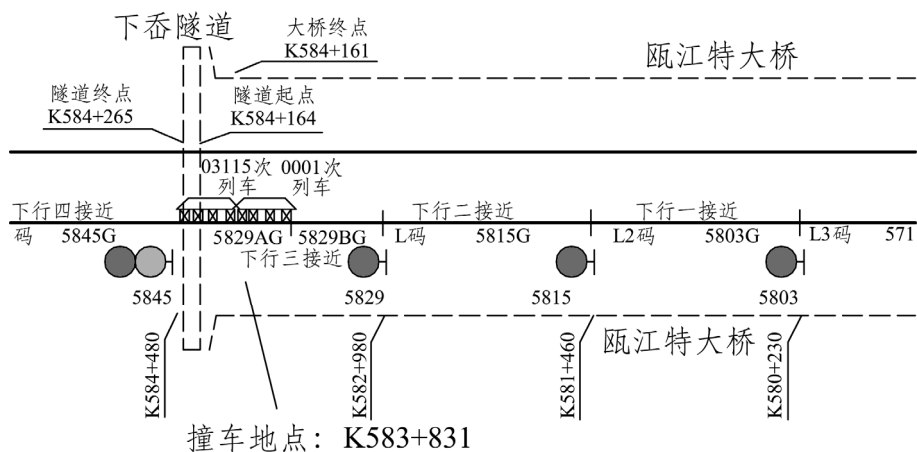 下岙隧道
大桥终点
K584+161
瓯江特大桥
隧道终点
K584+265
隧道起点
K584+164
03115次
列车
0001次
列车
下行四接近
下行二接近
下行一接近
码
5845G
5829AG
5829BG
L码
5815G
L2码
5803G
L3码
571
下行三接近
5845
5829
5815
5803
K584+480
K582+980
K581+460
K580+230
瓯江特大桥
撞车地点：K583+831